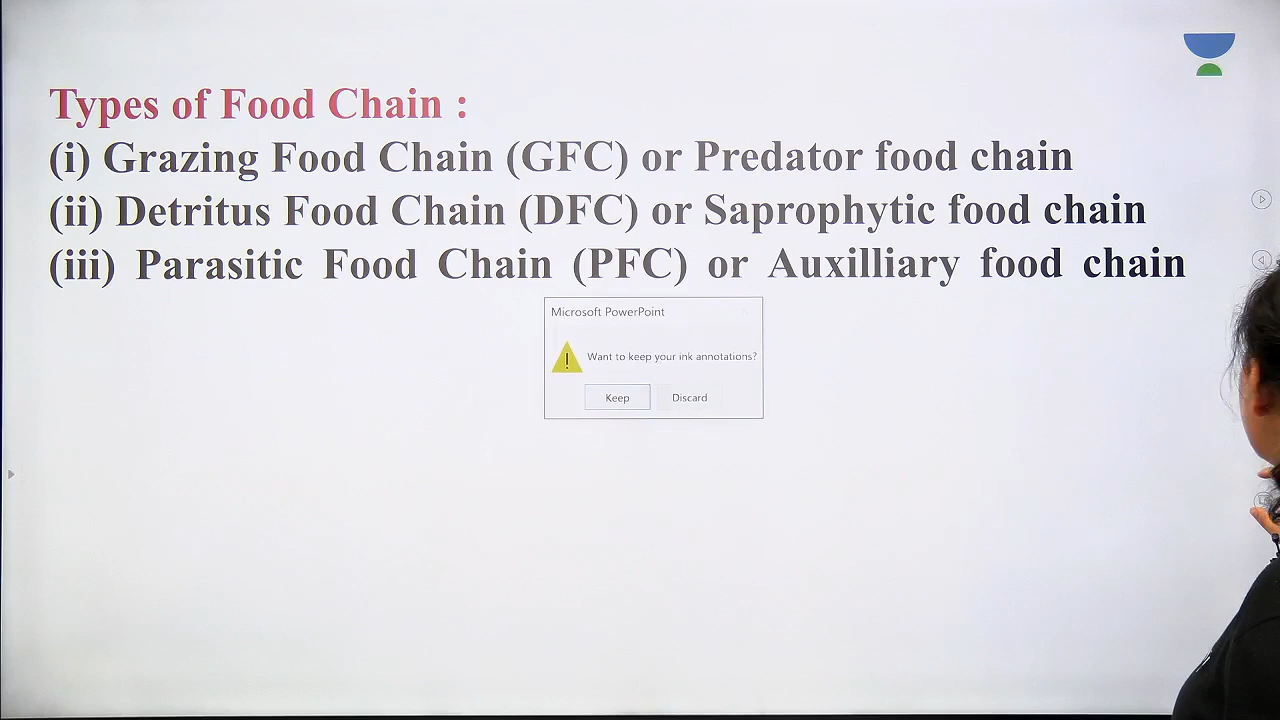 Types of Food Chain :
(i) Grazing Food Chain (GFC) or Predator food chain
(ii) Detritus Food Chain (DFC) or Saprophytic food chain
(iii) Parasitic Food Chain (PFC) or Auxilliary food chain
Microsoft PowerPoint
Want to keep your ink annotations?
Keep
Discard